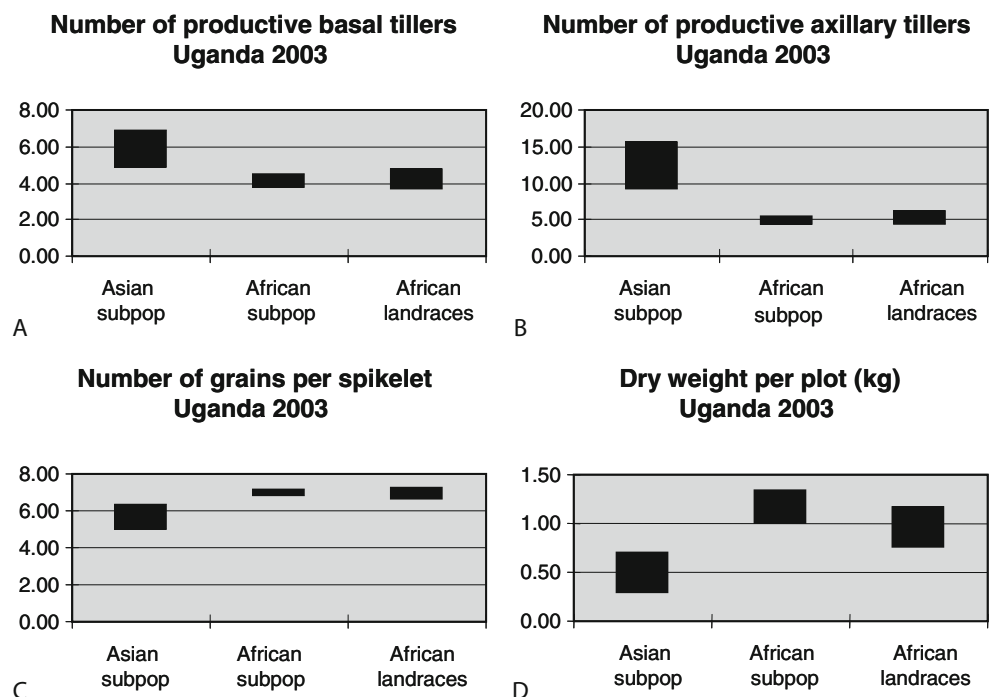 Number of productive basal tillers
Uganda 2003
8.00
6.00
4.00
2.00
0.00
Asian
subpop
African
subpop
African
landraces
A
Number of productive axillary tillers
Uganda 2003
20.00
15.00
10.00
5.00
0.00
Asian
subpop
African
subpop
African
landraces
B
Number of grains per spikelet
Uganda 2003
8.00
6.00
4.00
2.00
0.00
Asian
subpop
African
subpop
African
landraces
C
Dry weight per plot (kg)
Uganda 2003
1.50
1.00
0.50
0.00
Asian
subpop
African
subpop
African
landraces
D